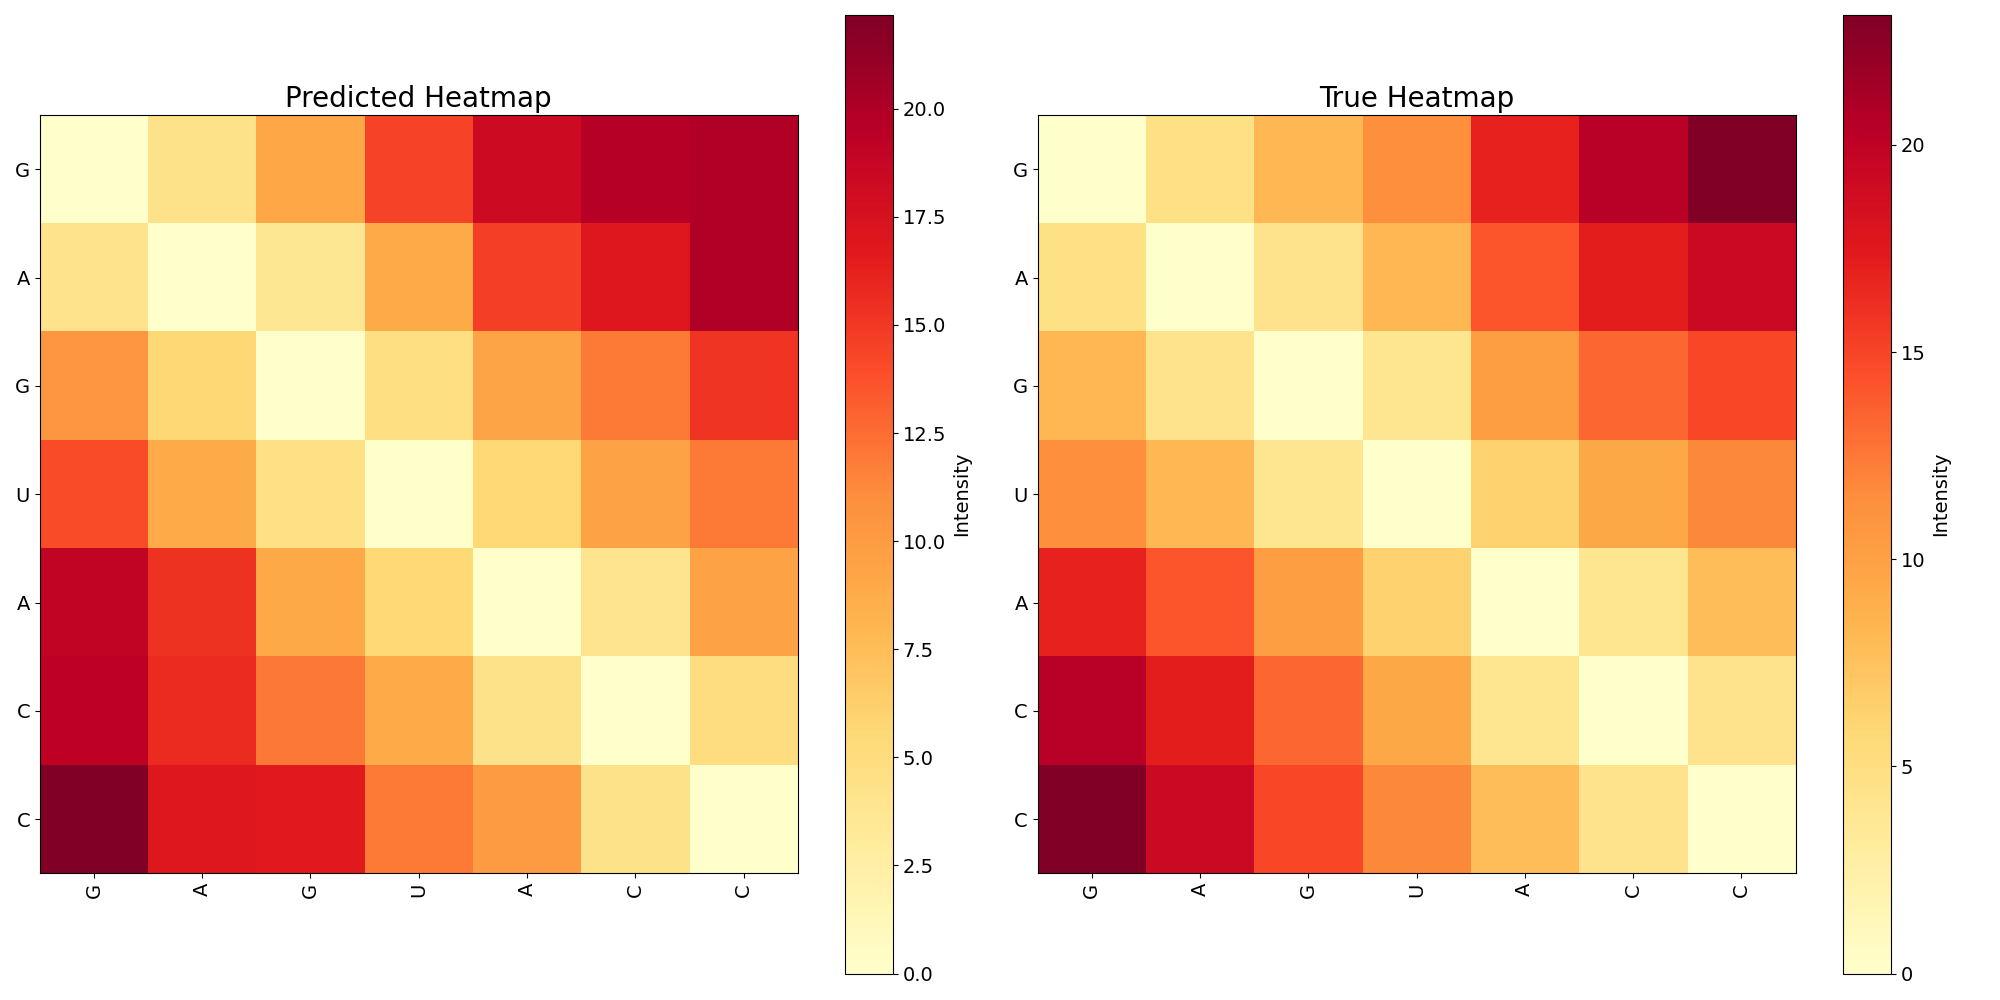 Predicted Heatmap
G
A
G
U
A
C
C
G A G U A C C
20.0
17.5
15.0
12.5
10.0
7.5
5.0
2.5
0.0
Intensity
True Heatmap
G
A
G
U
A
C
C
G A G U A C C
20
15
10
5
0
Intensity